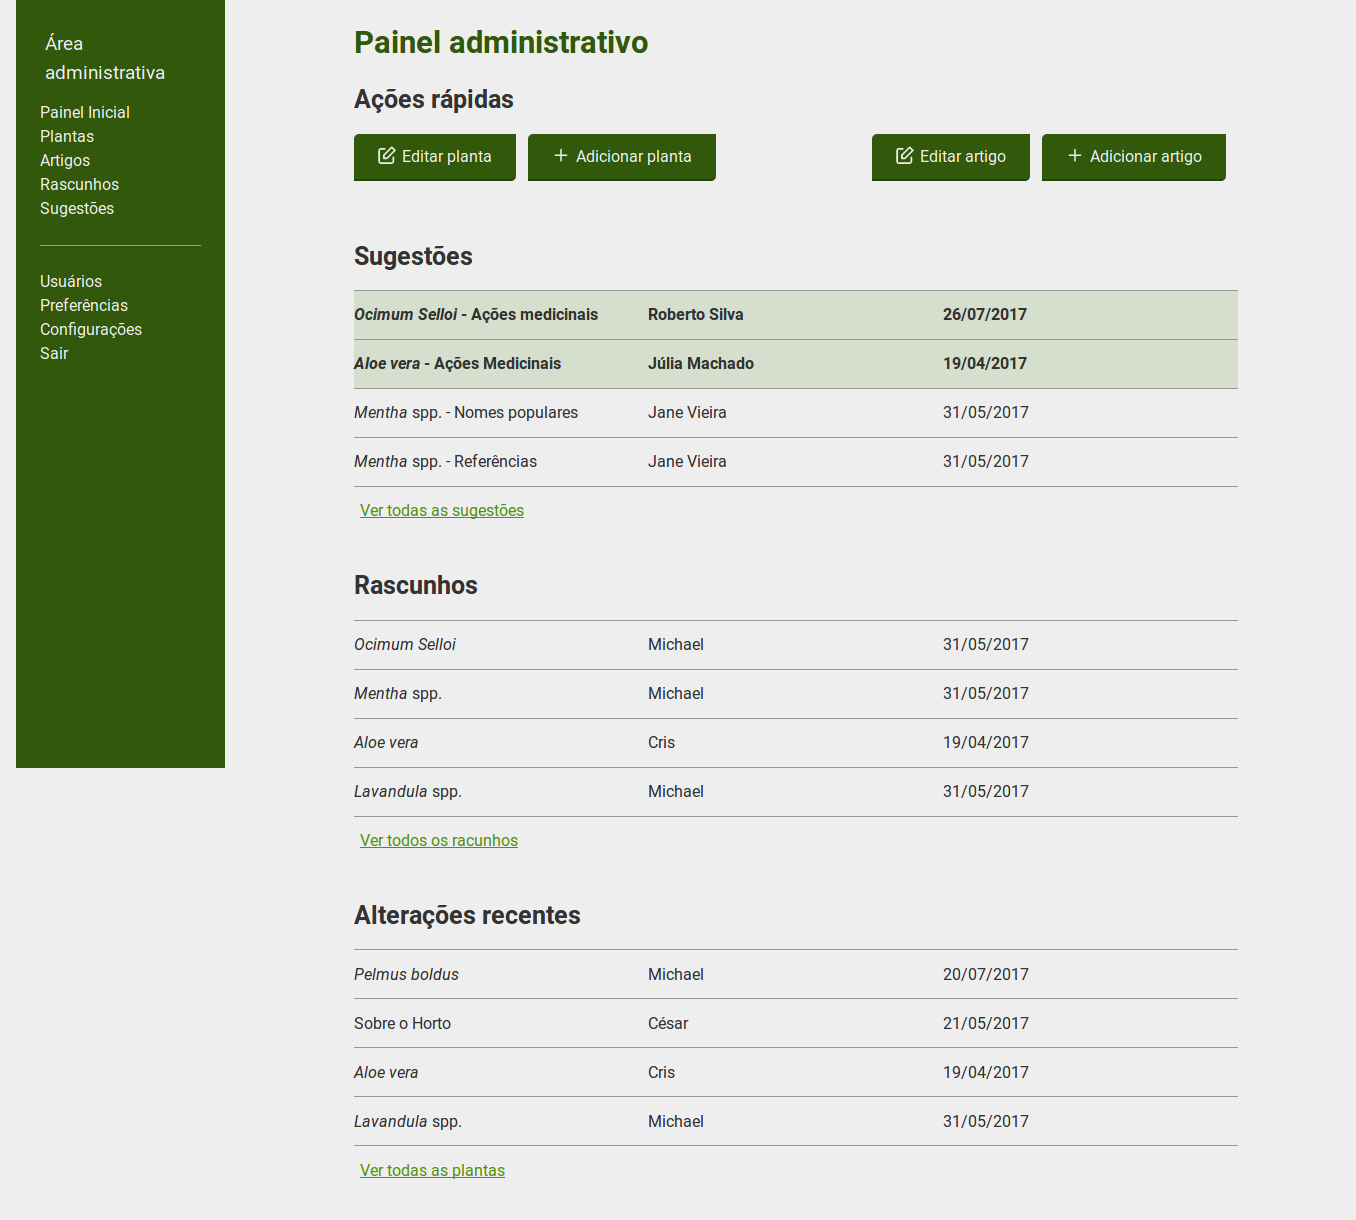 Área
administrativa
Painel Inicial
Plantas
Artigos
Rascunhos
Sugestões
Usuários
Preferências
Configurações
Sair
Painel administrativo
Ações rápidas
Editar planta Adicionar planta Editar artigo Adicionar artigo
Sugestões
Ocimum Selloi - Ações medicinais Roberto Silva 26/07/2017
Aloe vera - Ações Medicinais Júlia Machado 19/04/2017
Mentha spp. - Nomes populares Jane Vieira 31/05/2017
Mentha spp. - Referências Jane Vieira 31/05/2017
Ver todas as sugestões
Rascunhos
Ocimum Selloi Michael 31/05/2017
Mentha spp. Michael 31/05/2017
Aloe vera Cris 19/04/2017
Lavandula spp. Michael 31/05/2017
Ver todos os racunhos
Alterações recentes
Pelmus boldus Michael 20/07/2017
Sobre o Horto César 21/05/2017
Aloe vera Cris 19/04/2017
Lavandula spp. Michael 31/05/2017
Ver todas as plantas